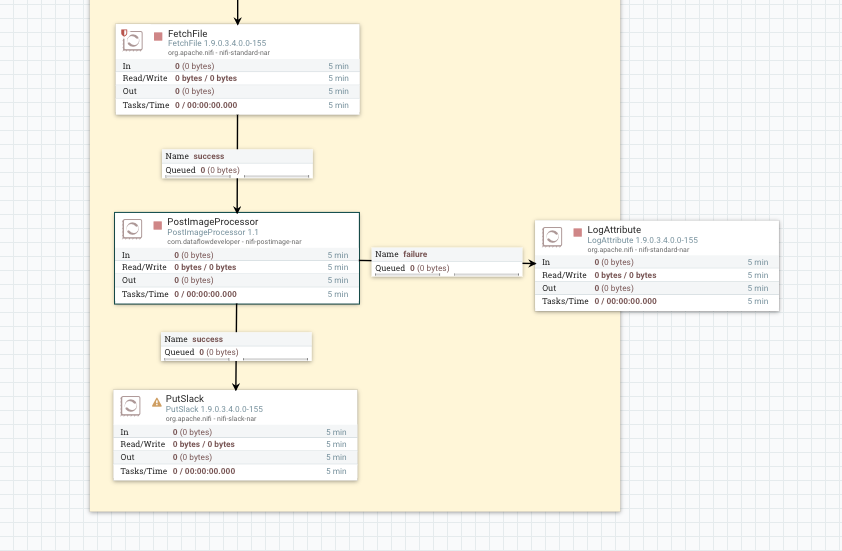 FetchFile
FetchFile 1.9.0.3.4.0.0-155
org.apache.nifi - nifi-standard-nar
In 0 (0 bytes) 5 min
Read/Write 0 bytes / 0 bytes 5 min
Out 0 (0 bytes) 5 min
Tasks/Time 0 / 00:00:00.000 5 min
Name success
Queued 0 (0 bytes)
PostImageProcessor
PostImageProcessor 1.1
com.dataflowdeveloper - nifi-postimage-nar
In 0 (0 bytes) 5 min
Read/Write 0 bytes / 0 bytes 5 min
Out 0 (0 bytes) 5 min
Tasks/Time 0 / 00:00:00.000 5 min
Name failure
Queued 0 (0 bytes)
LogAttribute
LogAttribute 1.9.0.3.4.0.0-155
org.apache.nifi - nifi-standard-nar
In 0 (0 bytes) 5 min
Read/Write 0 bytes / 0 bytes 5 min
Out 0 (0 bytes) 5 min
Tasks/Time 0 / 00:00:00.000 5 min
Name success
Queued 0 (0 bytes)
PutSlack
PutSlack 1.9.0.3.4.0.0-155
org.apache.nifi - nifi-slack-nar
In 0 (0 bytes) 5 min
Read/Write 0 bytes / 0 bytes 5 min
Out 0 (0 bytes) 5 min
Tasks/Time 0 / 00:00:00.000 5 min